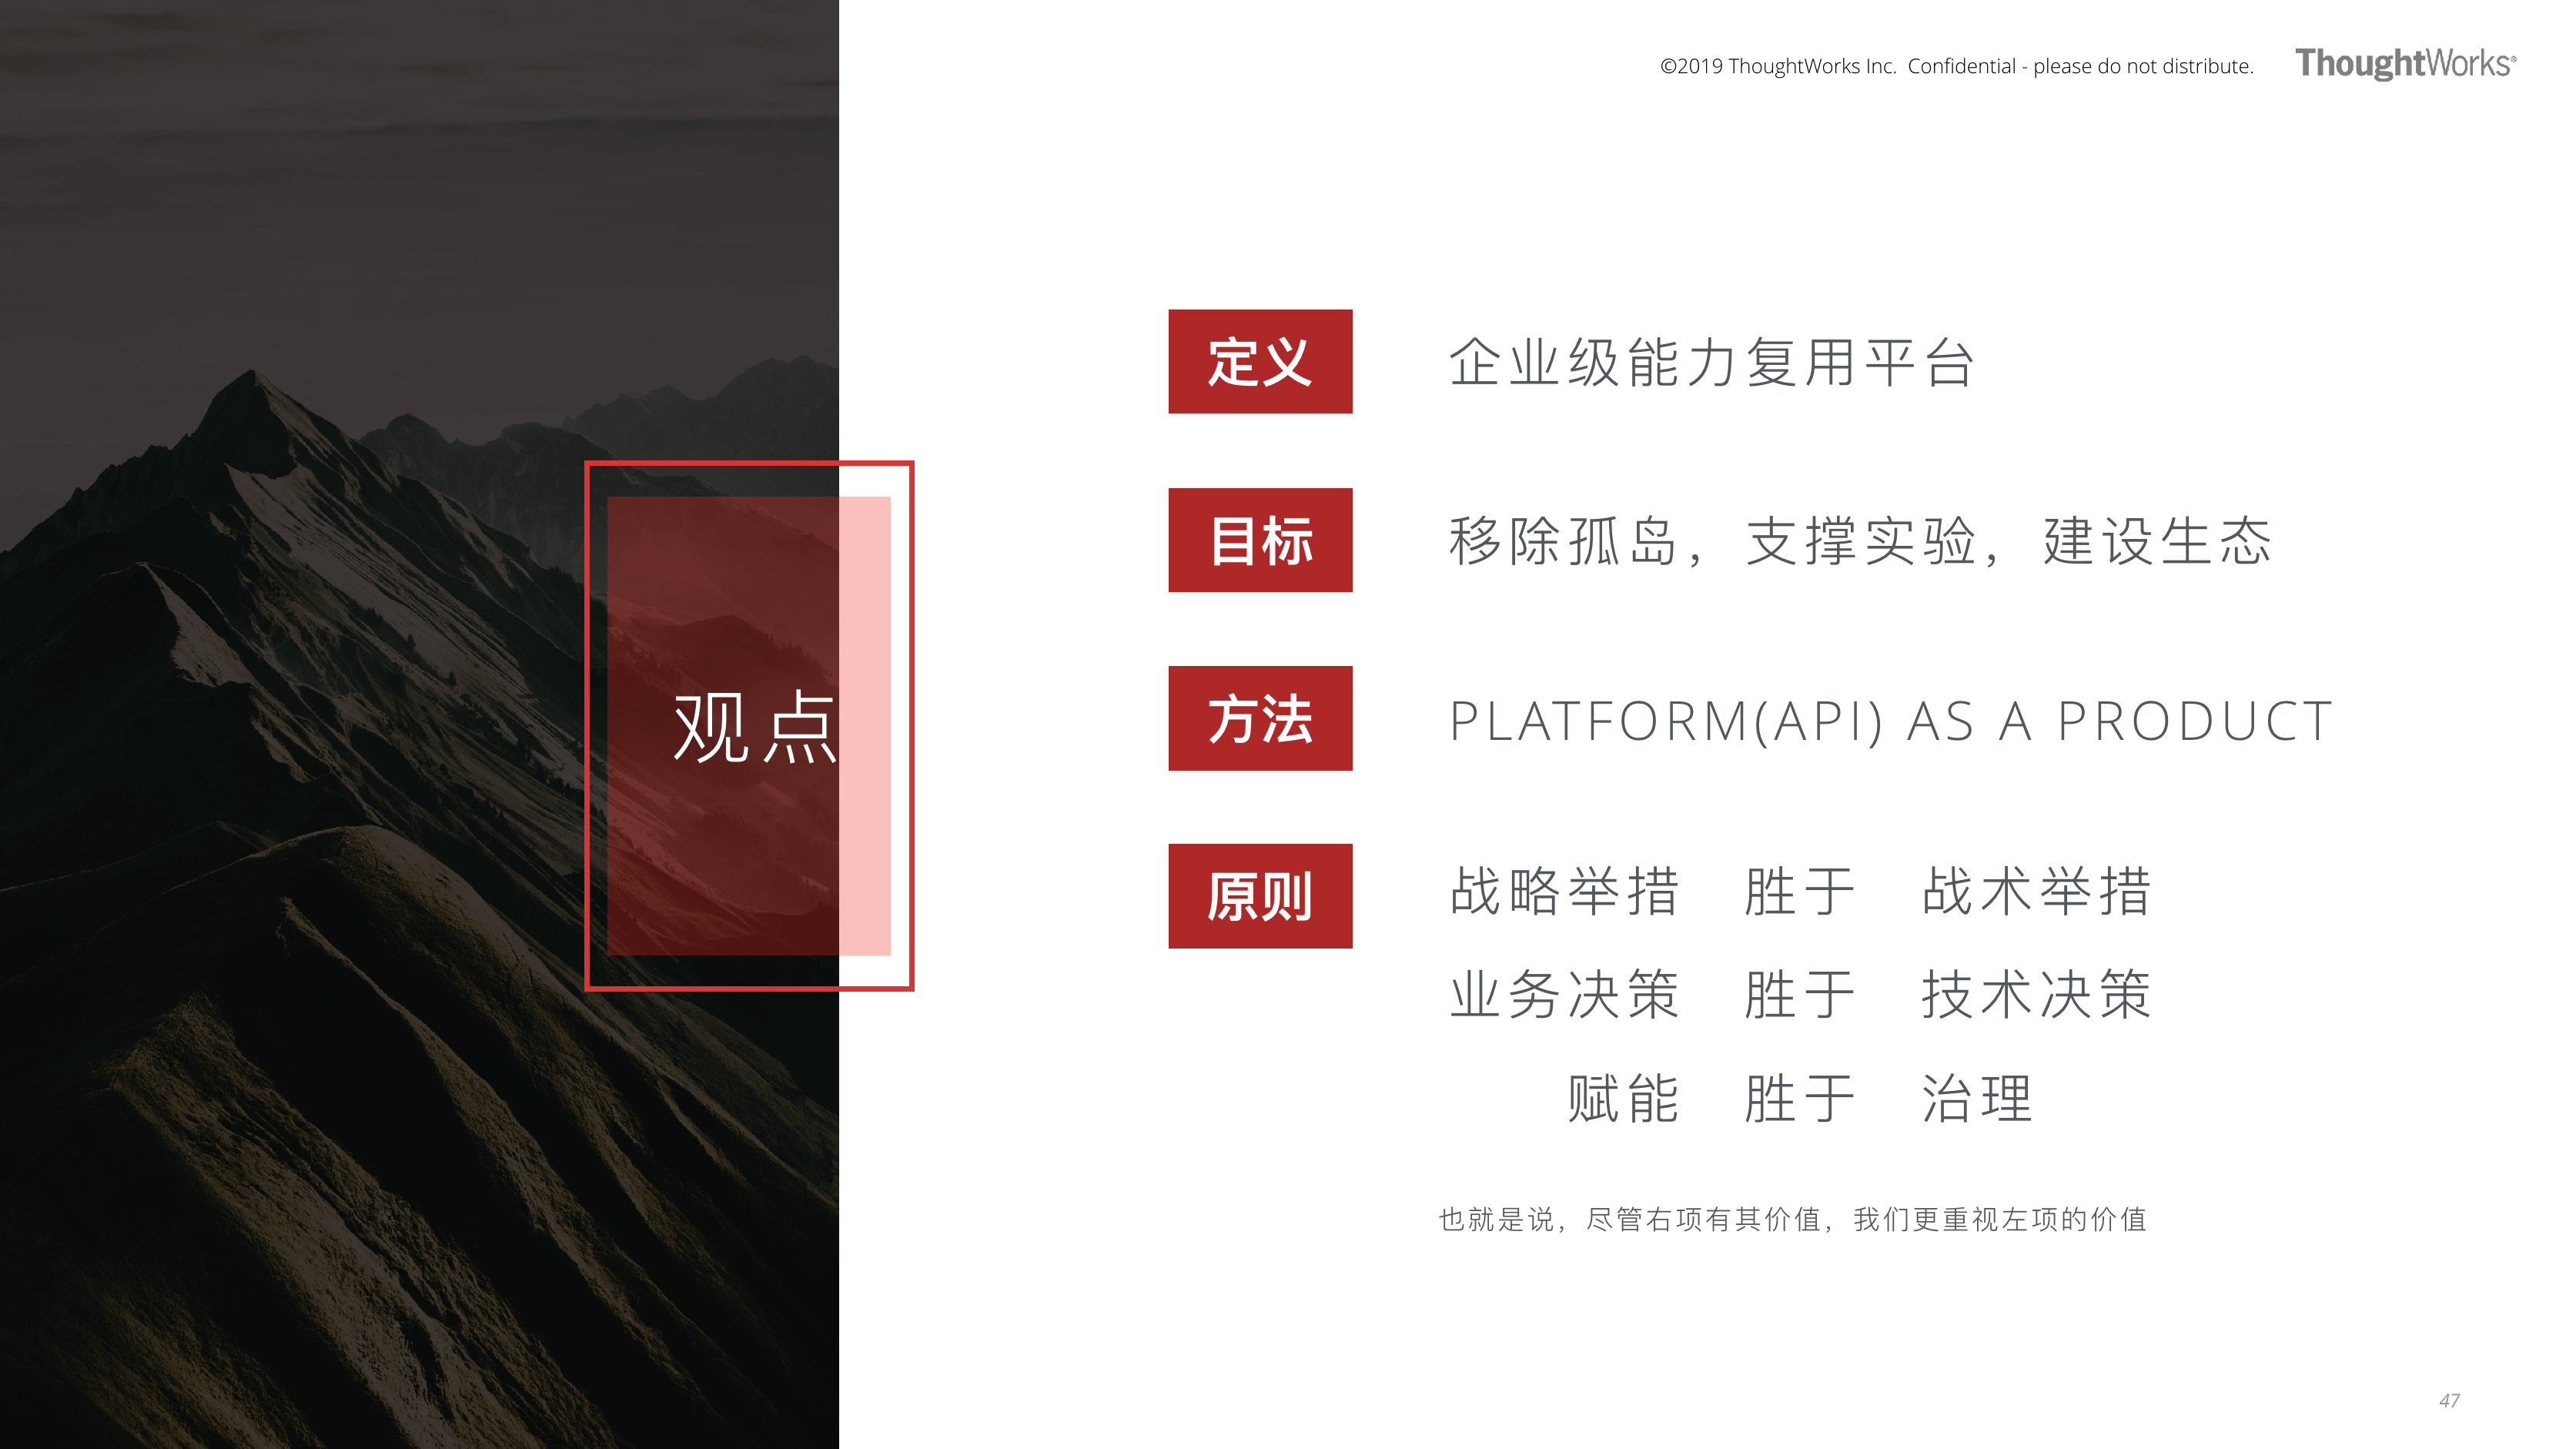 ©2019 ThoughtWorks Inc.  Confidential - please do not distribute.
ThoughtWorks®
观点
定义 企业级能力复用平台
目标 移除孤岛，支撑实验，建设生态
方法 PLATFORM(API) AS A PRODUCT
原则 战略举措 胜于 战术举措
业务决策 胜于 技术决策
赋能 胜于 治理
也就是说，尽管右项有其价值，我们更重视左项的价值
47